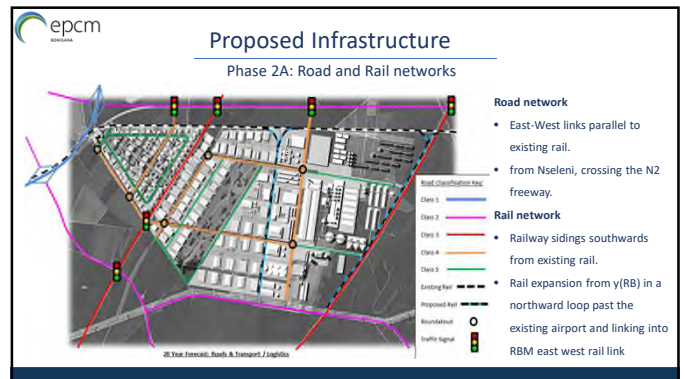 epcm
BONISANA
Proposed Infrastructure
Phase 2A: Road and Rail networks
Road network
• East-West links parallel to
existing rail.
• from Nseleni, crossing the N2
freeway.
Rail network
• Railway sidings southwards
from existing rail.
• Rail expansion from y(RB) in a
northward loop past the
existing airport and linking into
RBM east west rail link
Road Classification Key:
Class 1
Class 2
Class 3
Class 4
Class 5
Existing Rail
Proposed Rail
Roundabout
Traffic Signal
20 Year Forecast: Roads & Transport / Logistics